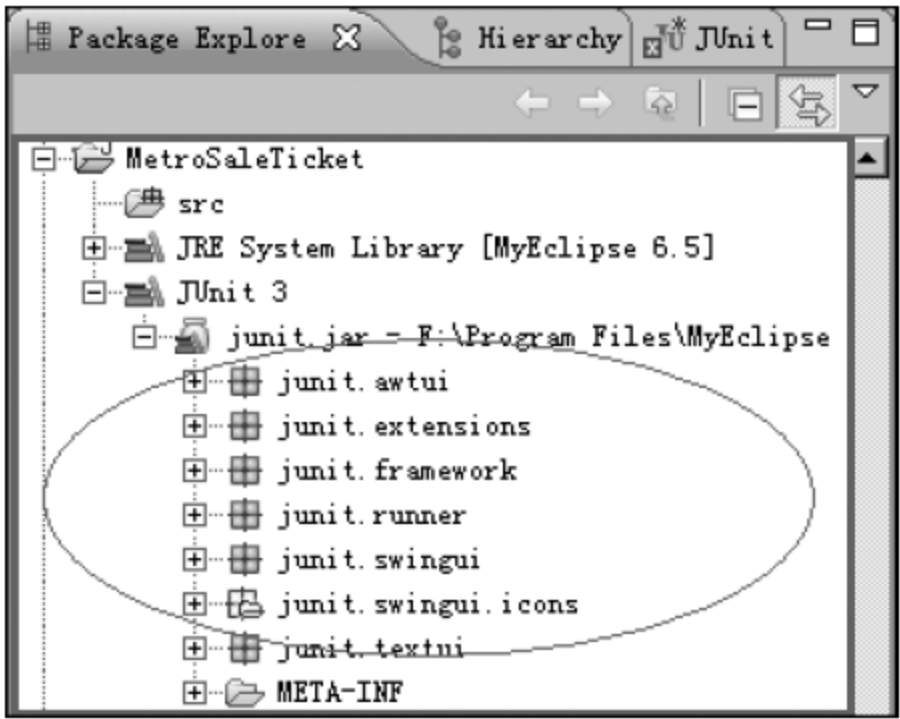 Package Explore Hierarchy JUnit
MetroSaleTicket
src
JRE System Library [MyEclipse 6.5]
JUnit 3
junit.jar - F:\Program Files\MyEclipse
junit.awtui
junit.extensions
junit.framework
junit.runner
junit.swingui
junit.swingui.icons
junit.textui
META-INF